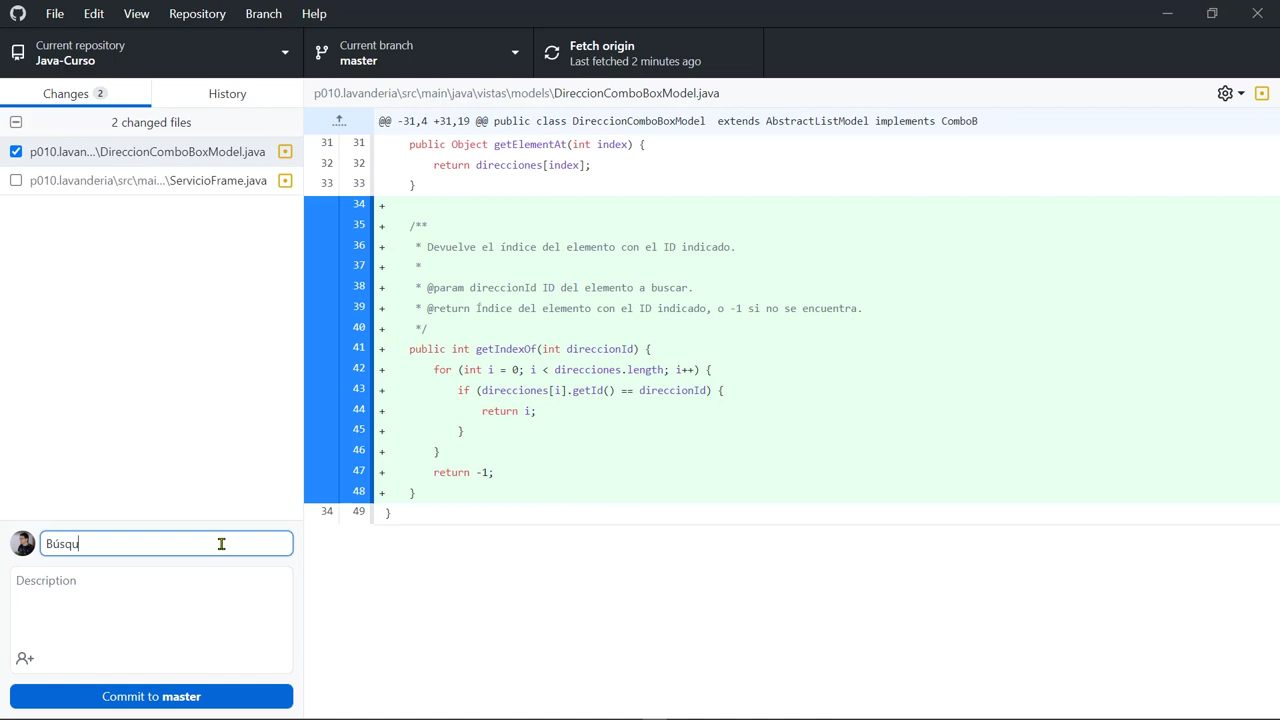 File Edit View Repository Branch Help
Current repository
Java-Curso
Current branch
master
Fetch origin
Last fetched 2 minutes ago
Changes 2
History
p010.lavanderia\src\main\java\vistas\models\DireccionComboBoxModel.java
2 changed files
p010.lavan...\DireccionComboBoxModel.java
p010.lavanderia\src\mai...\ServicioFrame.java
@@ -31,4 +31,19 @@ public class DireccionComboBoxModel  extends AbstractListModel implements ComboB
31 31 public Object getElementAt(int index) {
32 32 return direcciones[index];
33 33 }
34 +
35 + /**
36 + * Devuelve el índice del elemento con el ID indicado.
37 + *
38 + * @param direccionId ID del elemento a buscar.
39 + * @return Índice del elemento con el ID indicado, o -1 si no se encuentra.
40 + */
41 + public int getIndexOf(int direccionId) {
42 + for (int i = 0; i < direcciones.length; i++) {
43 + if (direcciones[i].getId() == direccionId) {
44 + return i;
45 + }
46 + }
47 + return -1;
48 + }
34 49 }
Búsqu
Description
Commit to master